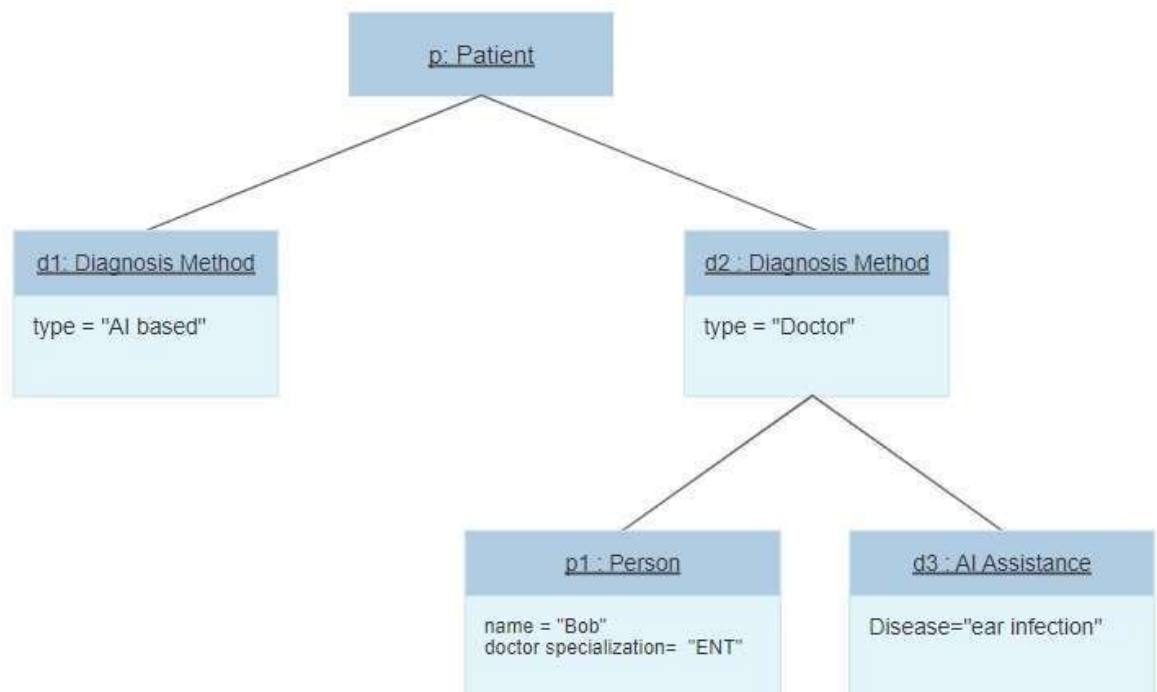 p: Patient
d1: Diagnosis Method
type = "AI based"
d2 : Diagnosis Method
type = "Doctor"
p1 : Person
name = "Bob"
doctor specialization= "ENT"
d3 : AI Assistance
Disease="ear infection"